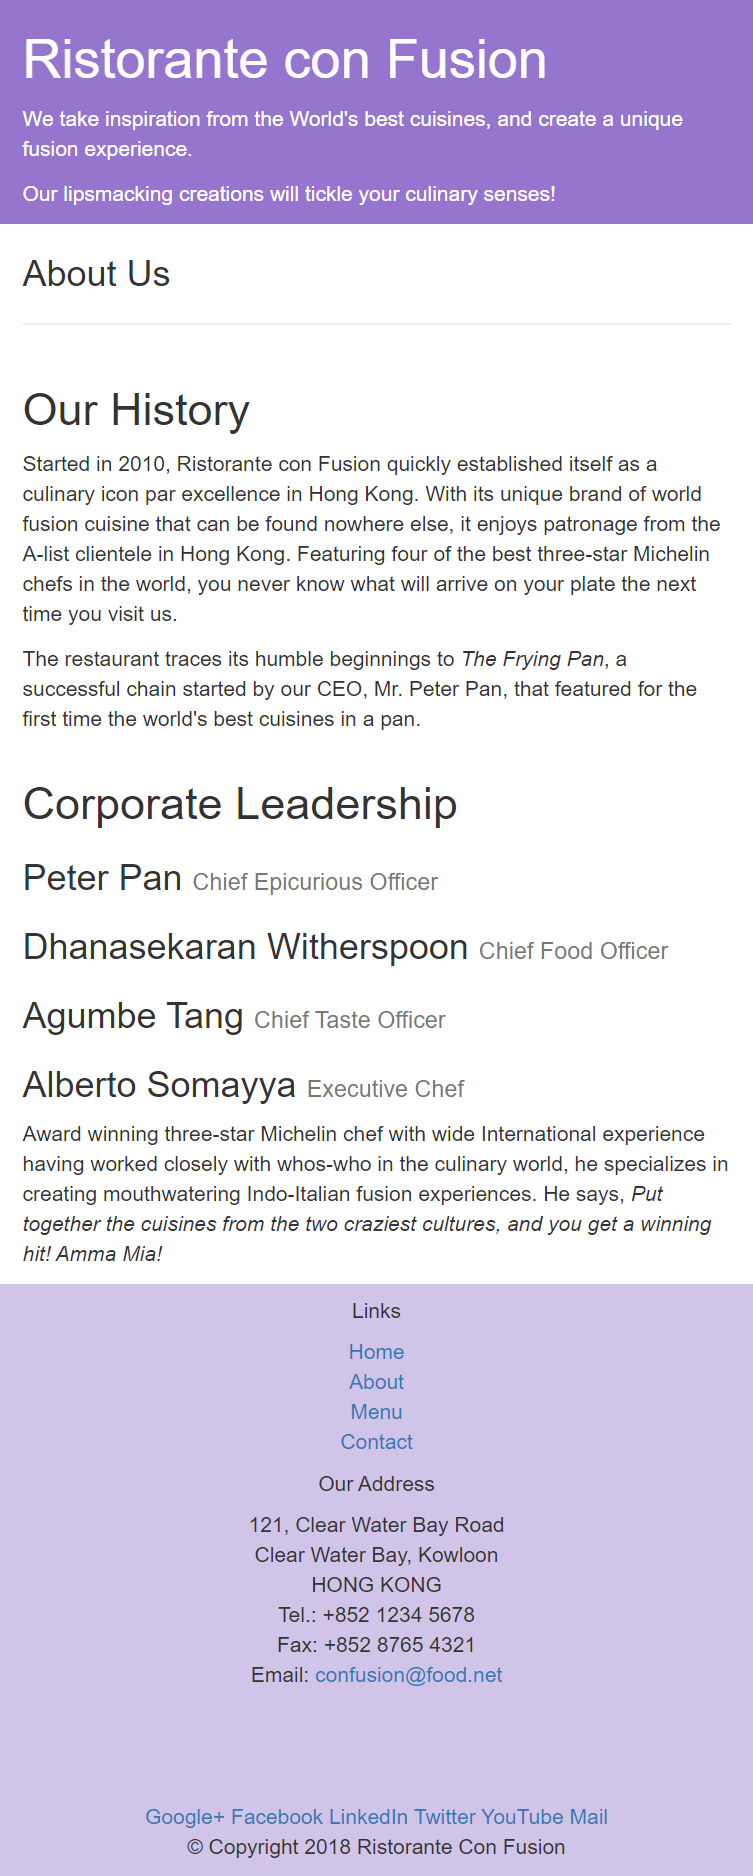 Ristorante con Fusion
We take inspiration from the World's best cuisines, and create a unique
fusion experience.
Our lipsmacking creations will tickle your culinary senses!
About Us
Our History
Started in 2010, Ristorante con Fusion quickly established itself as a
culinary icon par excellence in Hong Kong. With its unique brand of world
fusion cuisine that can be found nowhere else, it enjoys patronage from the
A-list clientele in Hong Kong. Featuring four of the best three-star Michelin
chefs in the world, you never know what will arrive on your plate the next
time you visit us.
The restaurant traces its humble beginnings to The Frying Pan, a
successful chain started by our CEO, Mr. Peter Pan, that featured for the
first time the world's best cuisines in a pan.
Corporate Leadership
Peter Pan Chief Epicurious Officer
Dhanasekaran Witherspoon Chief Food Officer
Agumbe Tang Chief Taste Officer
Alberto Somayya Executive Chef
Award winning three-star Michelin chef with wide International experience
having worked closely with whos-who in the culinary world, he specializes in
creating mouthwatering Indo-Italian fusion experiences. He says, Put
together the cuisines from the two craziest cultures, and you get a winning
hit! Amma Mia!
Links
Home
About
Menu
Contact
Our Address
121, Clear Water Bay Road
Clear Water Bay, Kowloon
HONG KONG
Tel.: +852 1234 5678
Fax: +852 8765 4321
Email: confusion@food.net
Google+ Facebook LinkedIn Twitter YouTube Mail
© Copyright 2018 Ristorante Con Fusion